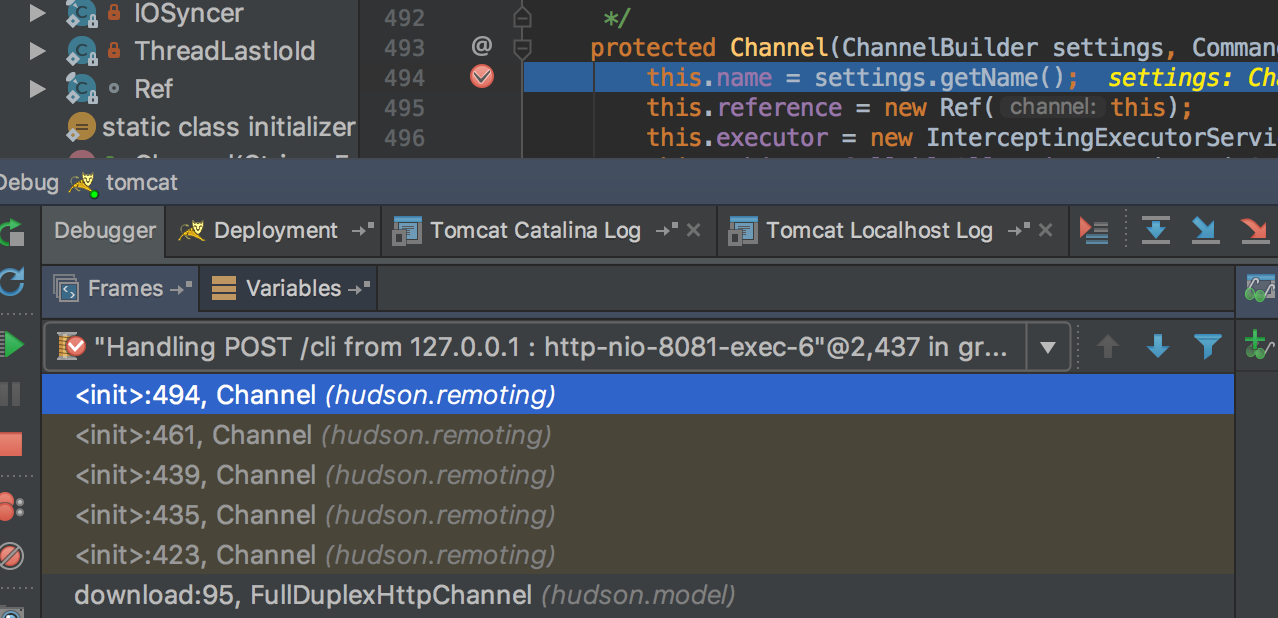 IOSyncer
ThreadLastIoId
Ref
static class initializer
492 */
493 @ protected Channel(ChannelBuilder settings, Comma
494 this.name = settings.getName(); settings: Ch
495 this.reference = new Ref( channel: this);
496 this.executor = new InterceptingExecutorServi
Debug tomcat
Debugger Deployment Tomcat Catalina Log Tomcat Localhost Log
Frames Variables
"Handling POST /cli from 127.0.0.1 : http-nio-8081-exec-6"@2,437 in gr...
<init>:494, Channel (hudson.remoting)
<init>:461, Channel (hudson.remoting)
<init>:439, Channel (hudson.remoting)
<init>:435, Channel (hudson.remoting)
<init>:423, Channel (hudson.remoting)
download:95, FullDuplexHttpChannel (hudson.model)